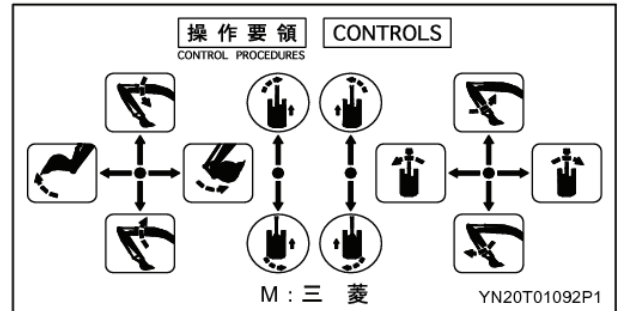 操作要領 CONTROLS
CONTROL PROCEDURES
M:三 菱
YN20T01092P1